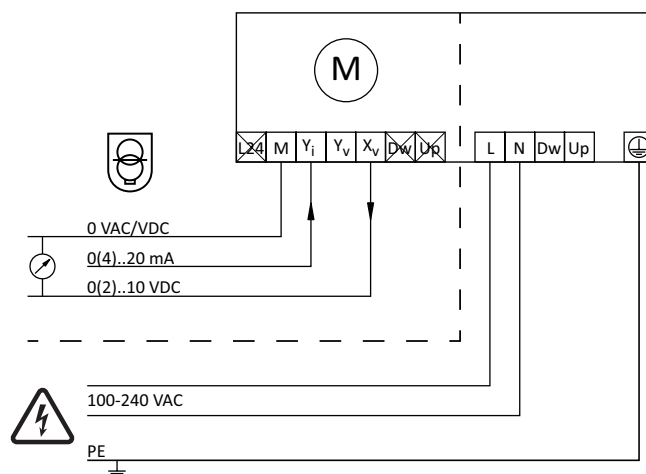 M
L24 M Yi Yv Xv Dw Up L N Dw Up
0 VAC/VDC
0(4)..20 mA
0(2)..10 VDC
100-240 VAC
PE